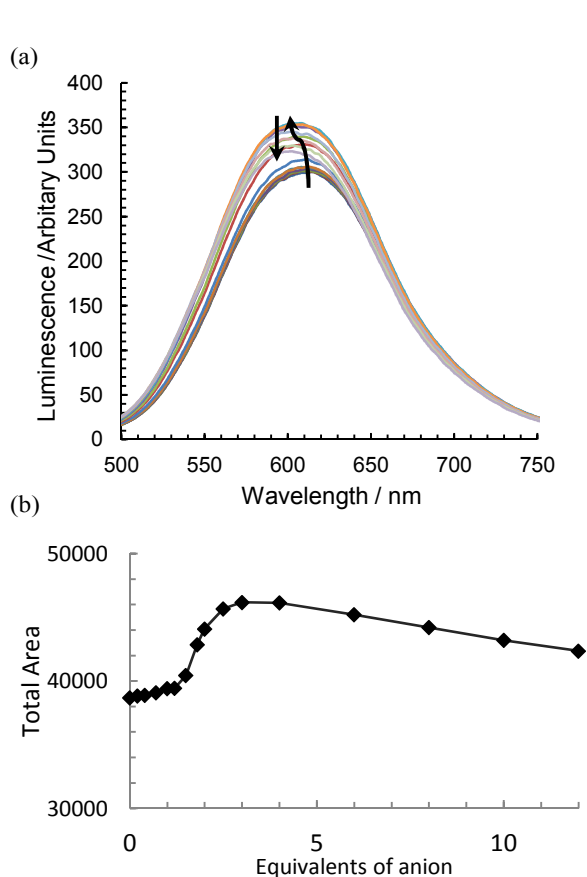 (a)
400
350
300
250
200
150
100
50
0
Luminescence /Arbitary Units
500 550 600 650 700 750
Wavelength / nm
(b)
50000
40000
30000
Total Area
0 5 10
Equivalents of anion